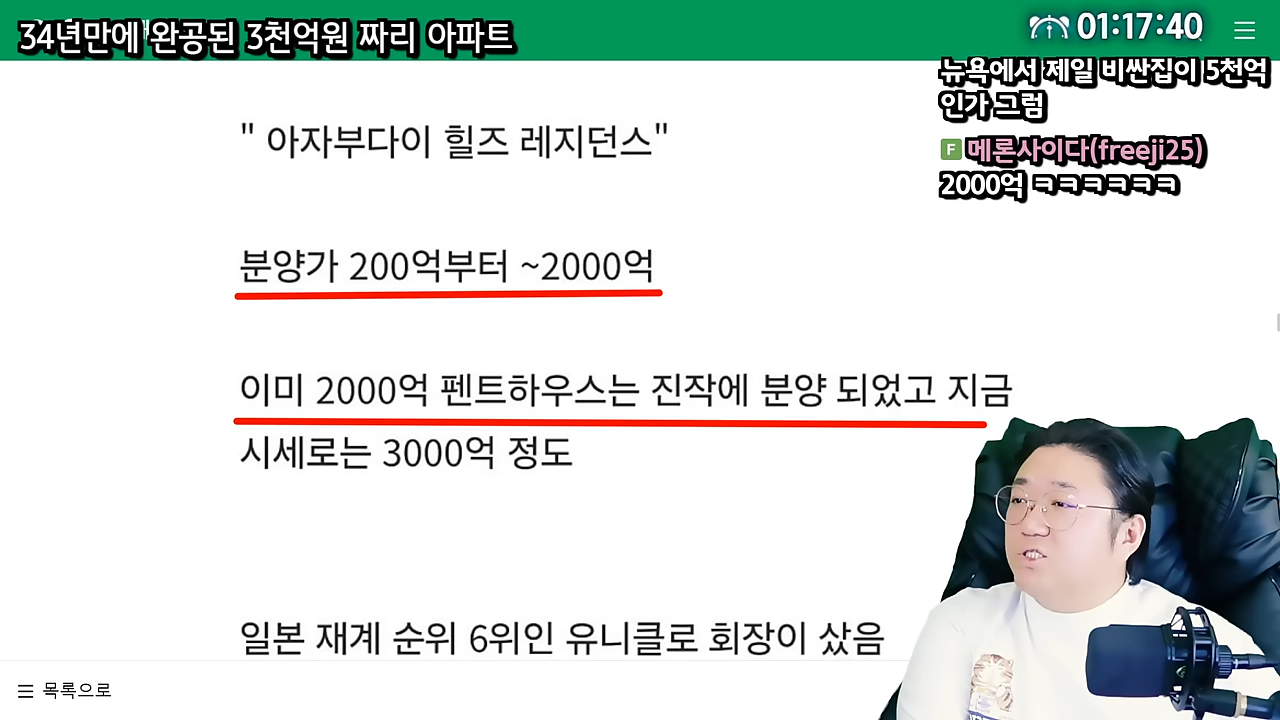 34년만에 완공된 3천억원 짜리 아파트
01:17:40
뉴욕에서 제일 비싼집이 5천억
인가 그럼
F 메론사이다(freeji25)
2000억 ㅋㅋㅋㅋㅋㅋ
" 아자부다이 힐즈 레지던스"
분양가 200억부터 ~2000억
이미 2000억 펜트하우스는 진작에 분양 되었고 지금
시세로는 3000억 정도
일본 재계 순위 6위인 유니클로 회장이 샀음
목록으로